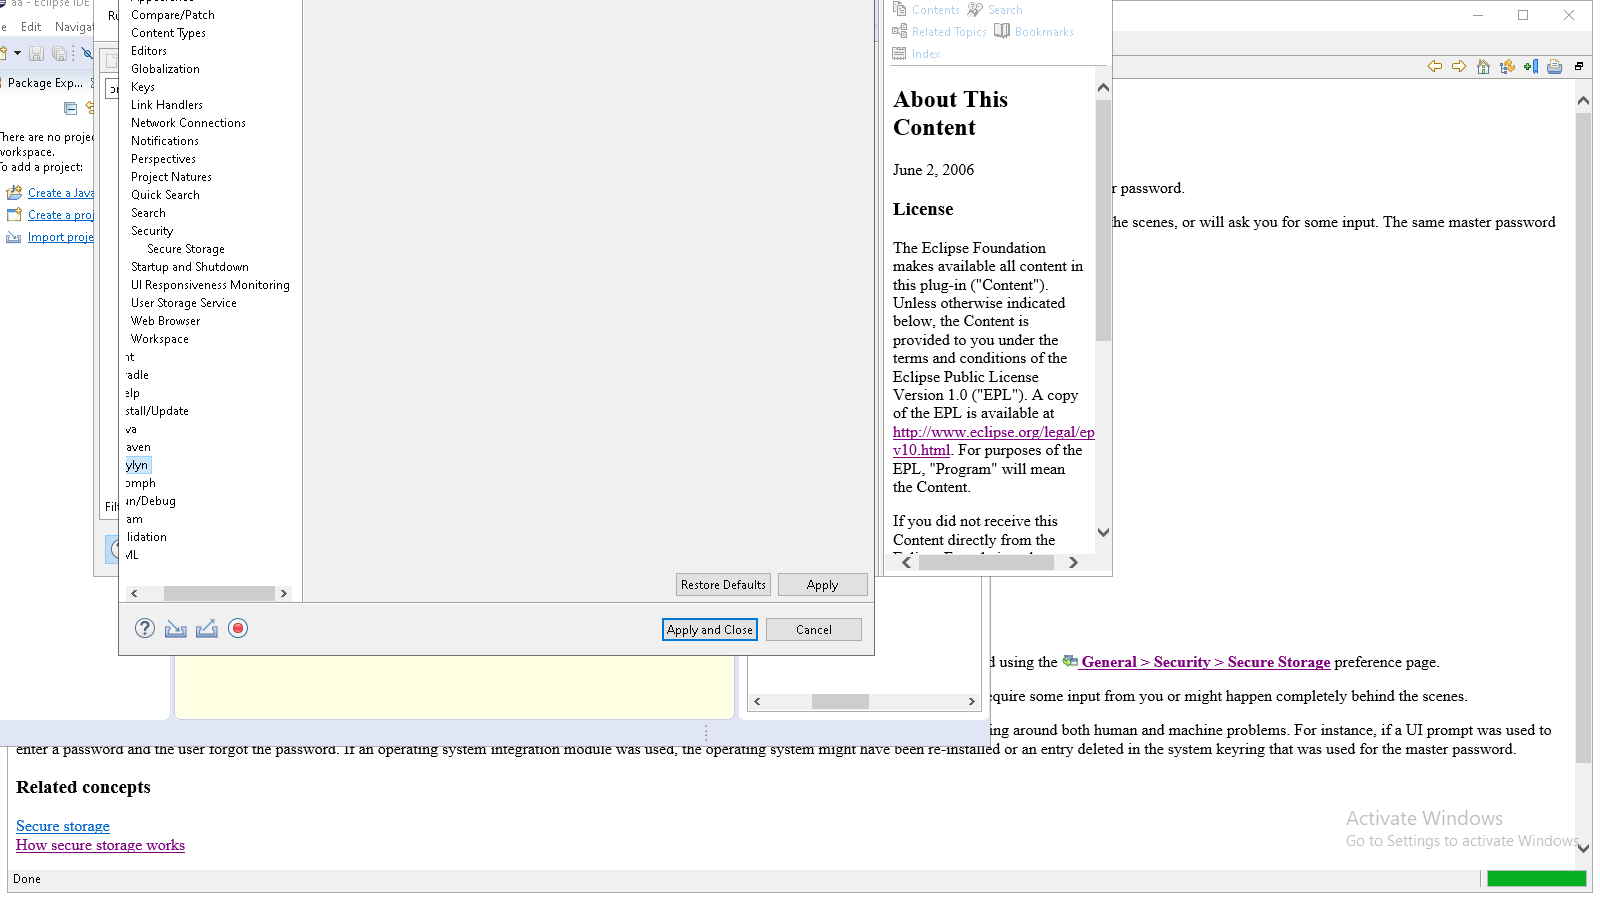 aa - Eclipse IDE
Edit
Navigat
Package Exp...
There are no projec
workspace.
To add a project:
Create a Java
Create a proj
Import proje
Ru
Filt
Compare/Patch
Content Types
Editors
Globalization
Keys
Link Handlers
Network Connections
Notifications
Perspectives
Project Natures
Quick Search
Search
Security
Secure Storage
Startup and Shutdown
UI Responsiveness Monitoring
User Storage Service
Web Browser
Workspace
nt
radle
elp
stall/Update
va
aven
ylyn
omph
un/Debug
am
lidation
ML
Restore Defaults
Apply
Apply and Close
Cancel
Contents
Search
Related Topics
Bookmarks
Index
About This
Content
June 2, 2006
License
The Eclipse Foundation
makes available all content in
this plug-in ("Content").
Unless otherwise indicated
below, the Content is
provided to you under the
terms and conditions of the
Eclipse Public License
Version 1.0 ("EPL"). A copy
of the EPL is available at
http://www.eclipse.org/legal/ep
v10.html. For purposes of the
EPL, "Program" will mean
the Content.
If you did not receive this
Content directly from the
r password.
he scenes, or will ask you for some input. The same master password
d using the General > Security > Secure Storage preference page.
quire some input from you or might happen completely behind the scenes.
ing around both human and machine problems. For instance, if a UI prompt was used to
enter a password and the user forgot the password. If an operating system integration module was used, the operating system might have been re-installed or an entry deleted in the system keyring that was used for the master password.
Related concepts
Secure storage
How secure storage works
Activate Windows
Go to Settings to activate Windows.
Done